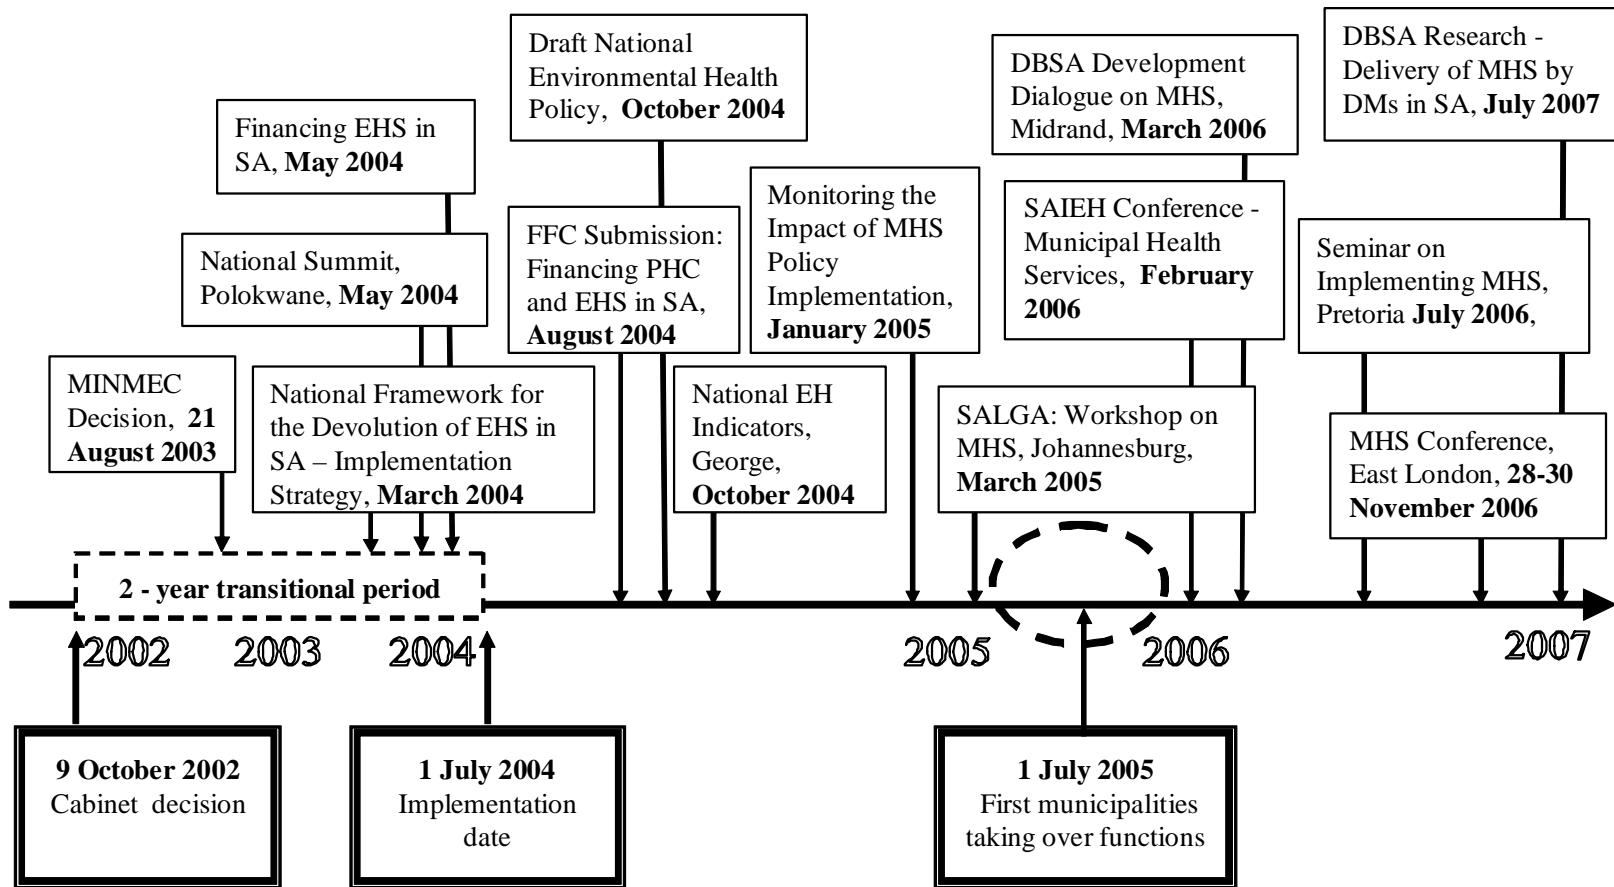 Draft National
Environmental Health
Policy, October 2004
DBSA Development
Dialogue on MHS,
Midrand, March 2006
DBSA Research -
Delivery of MHS by
DMs in SA, July 2007
Financing EHS in
SA, May 2004
Monitoring the
Impact of MHS
Policy
Implementation,
January 2005
SAIEH Conference -
Municipal Health
Services, February
2006
National Summit,
Polokwane, May 2004
FFC Submission:
Financing PHC
and EHS in SA,
August 2004
Seminar on
Implementing MHS,
Pretoria July 2006,
MINMEC
Decision, 21
August 2003
National Framework for
the Devolution of EHS in
SA – Implementation
Strategy, March 2004
National EH
Indicators,
George,
October 2004
SALGA: Workshop on
MHS, Johannesburg,
March 2005
MHS Conference,
East London, 28-30
November 2006
2 - year transitional period
2002 2003 2004 2005 2006 2007
9 October 2002
Cabinet decision
1 July 2004
Implementation
date
1 July 2005
First municipalities
taking over functions